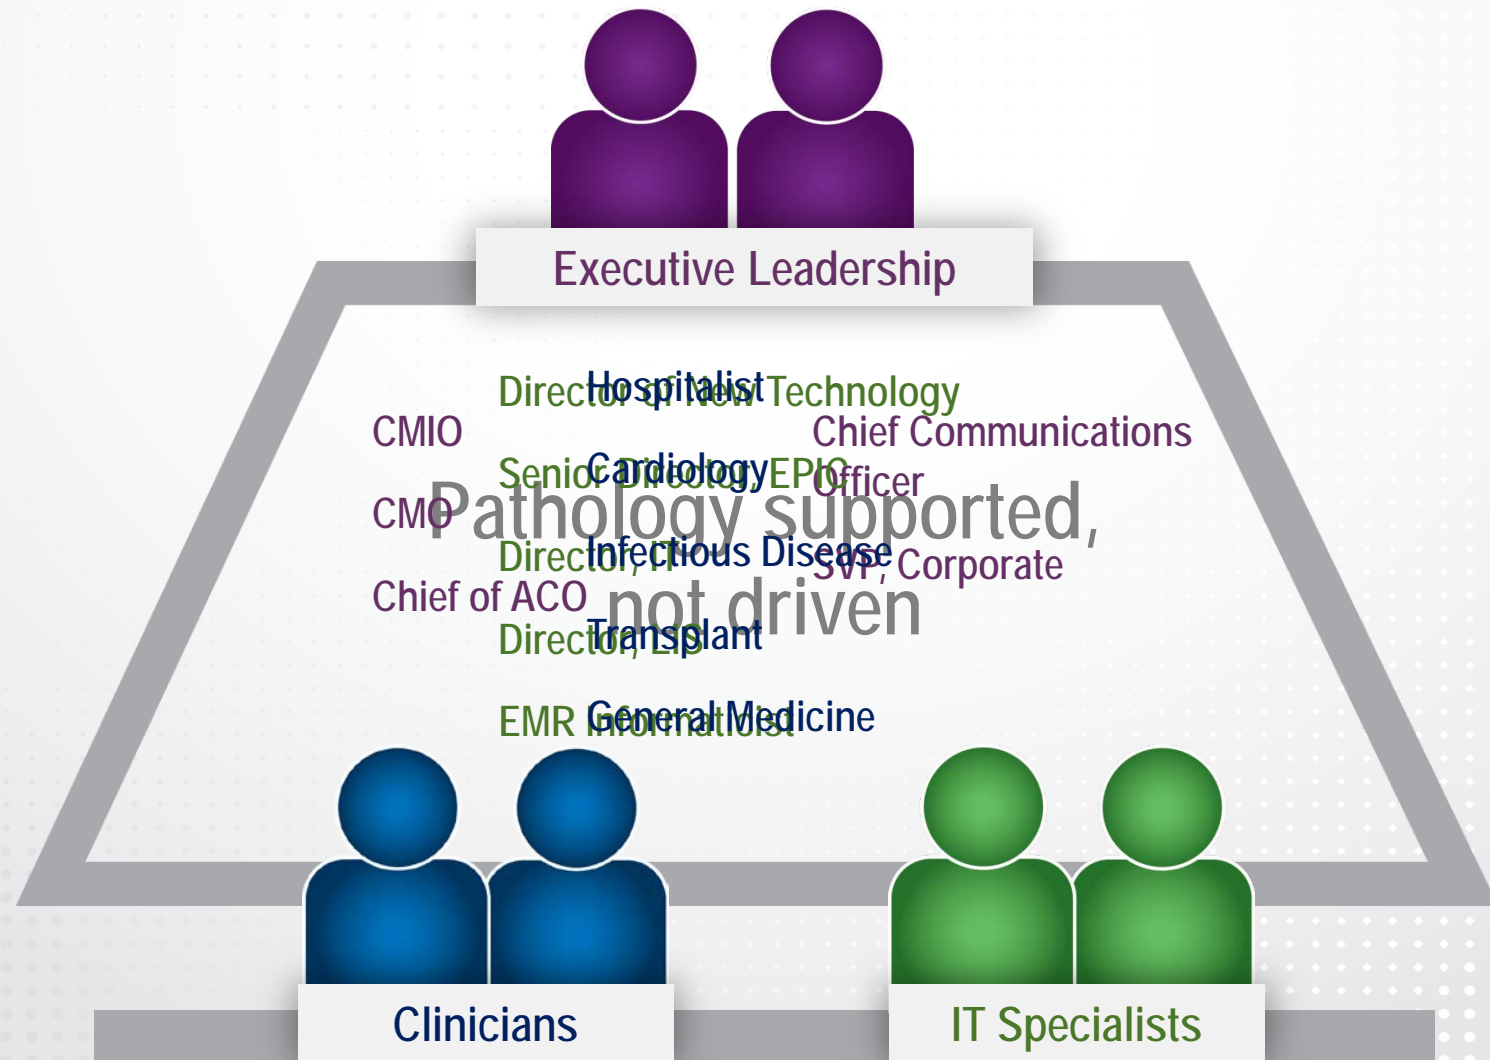 Executive Leadership
Director of New Technology
Hospitalist
CMIO
Chief Communications
Officer
Senior Director, EPIC
Cardiology
CMO
Pathology supported,
not driven
Director, IT
Infectious Disease
SVP, Corporate
Chief of ACO
Director, LIS
Transplant
EMR Informaticist
General Medicine
Clinicians
IT Specialists